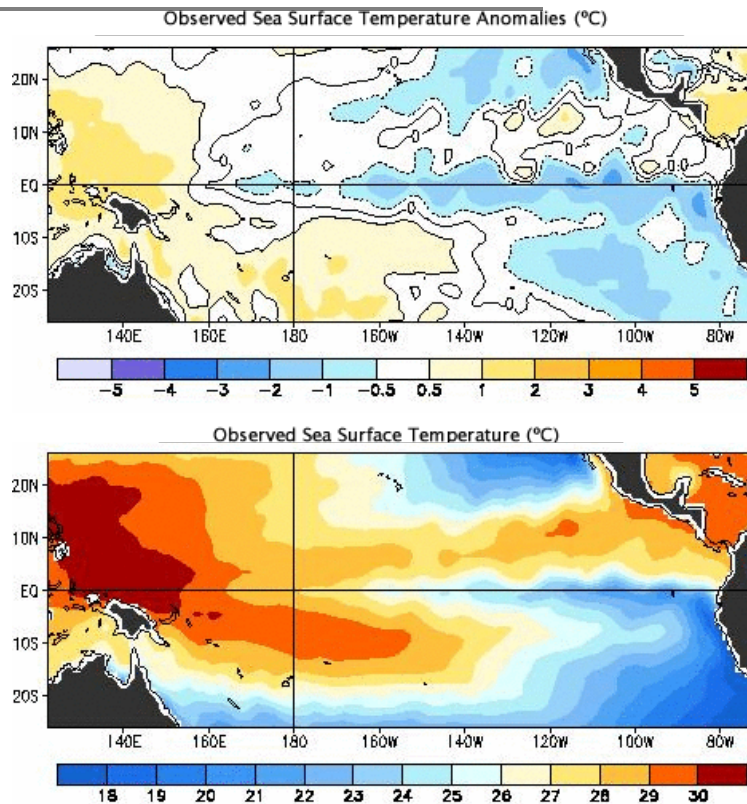 Observed Sea Surface Temperature Anomalies (ºC)
20N
10N
EQ
10S
20S
140E 160E 180 160W 140W 120W 100W 80W
-5 -4 -3 -2 -1 -0.5 0.5 1 2 3 4 5
Observed Sea Surface Temperature (ºC)
20N
10N
EQ
10S
20S
140E 160E 180 160W 140W 120W 100W 80W
18 19 20 21 22 23 24 25 26 27 28 29 30